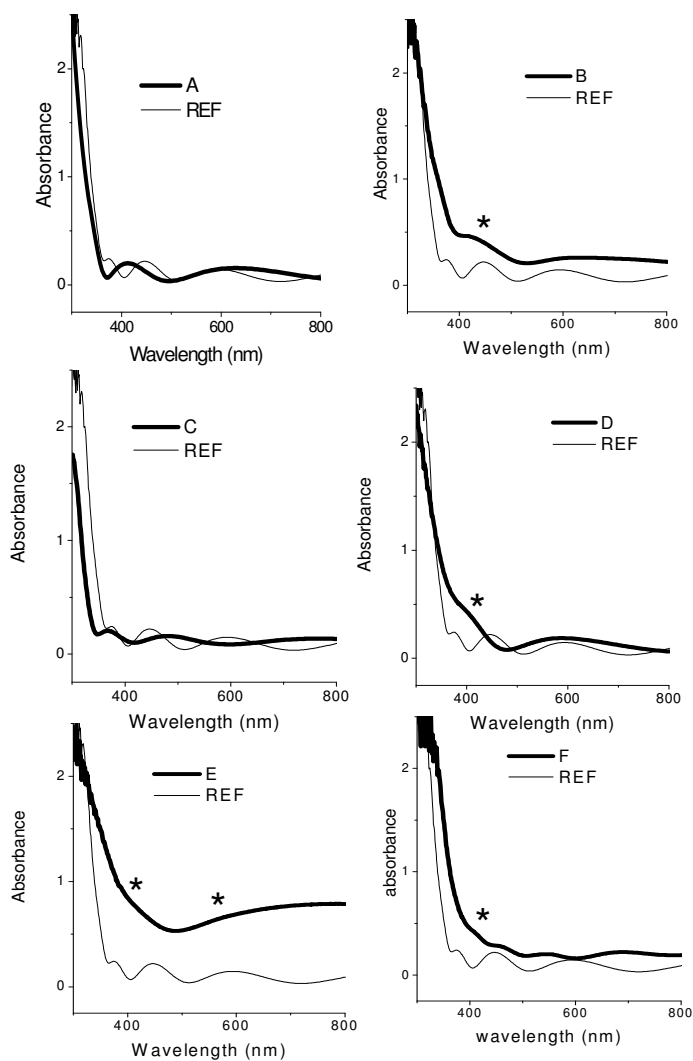 A
REF
Absorbance
2
1
0
400
600
800
Wavelength (nm)
B
REF
Absorbance
2
1
0
*
400
600
800
Wavelength (nm)
C
REF
Absorbance
2
1
0
400
600
800
Wavelength (nm)
D
REF
Absorbance
2
1
0
*
400
600
800
Wavelength (nm)
E
REF
Absorbance
2
1
0
* *
400
600
800
Wavelength (nm)
F
REF
absorbance
2
1
0
*
400
600
800
wavelength (nm)